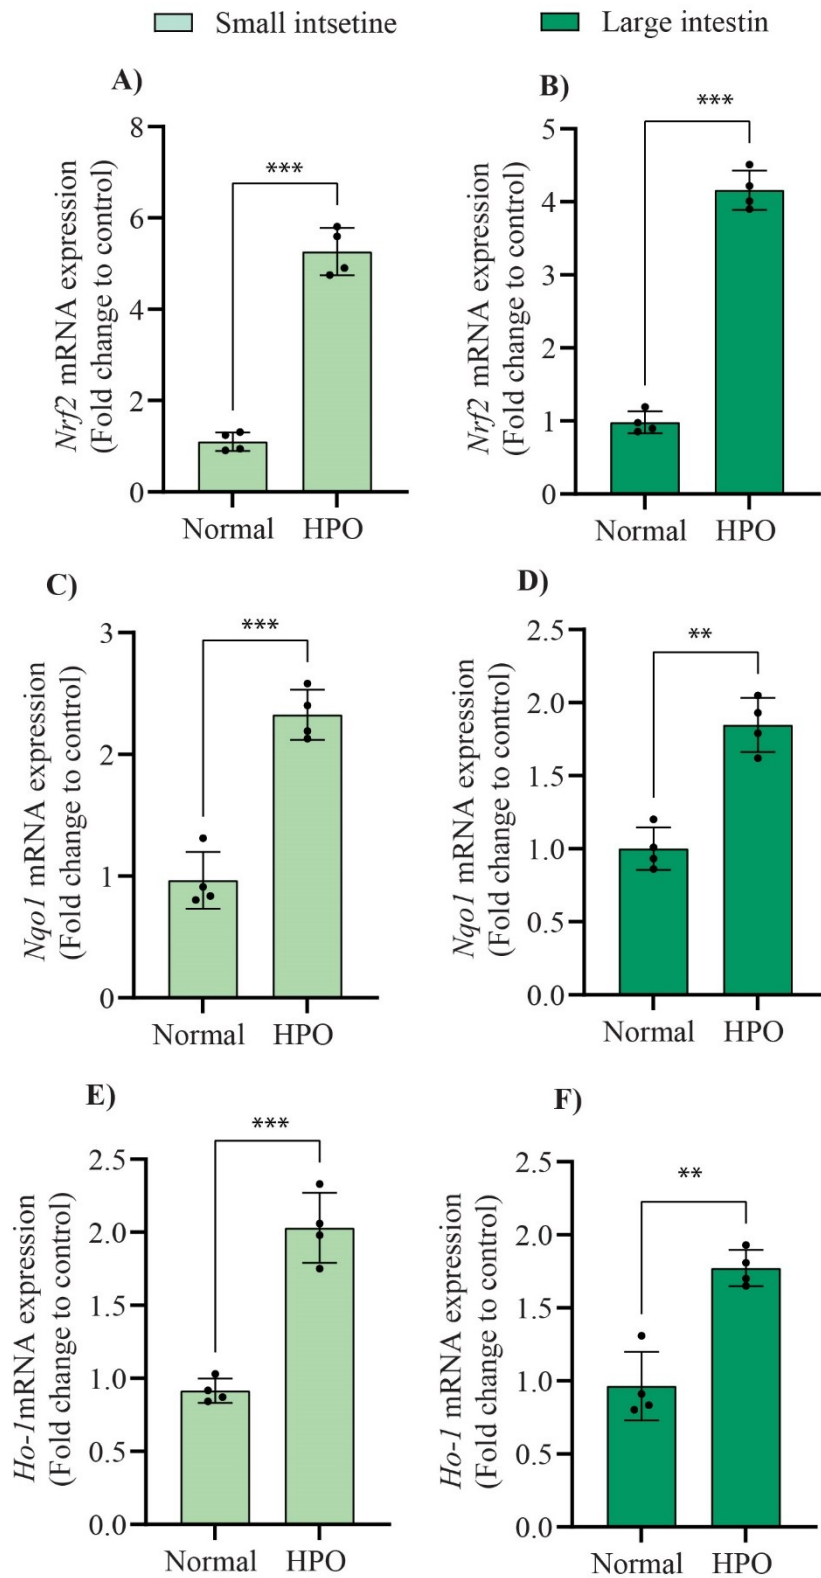 Small intsetine
Large intestin
A)
Nrf2 mRNA expression
(Fold change to control)
8
6
4
2
0
***
Normal
HPO
B)
Nrf2 mRNA expression
(Fold change to control)
5
4
3
2
1
0
***
Normal
HPO
C)
Nqo1 mRNA expression
(Fold change to control)
3
2
1
0
***
Normal
HPO
D)
Nqo1 mRNA expression
(Fold change to control)
2.5
2.0
1.5
1.0
0.5
0.0
**
Normal
HPO
E)
Ho-1mRNA expression
(Fold change to control)
2.5
2.0
1.5
1.0
0.5
0.0
***
Normal
HPO
F)
Ho-1 mRNA expression
(Fold change to control)
2.5
2.0
1.5
1.0
0.5
0.0
**
Normal
HPO